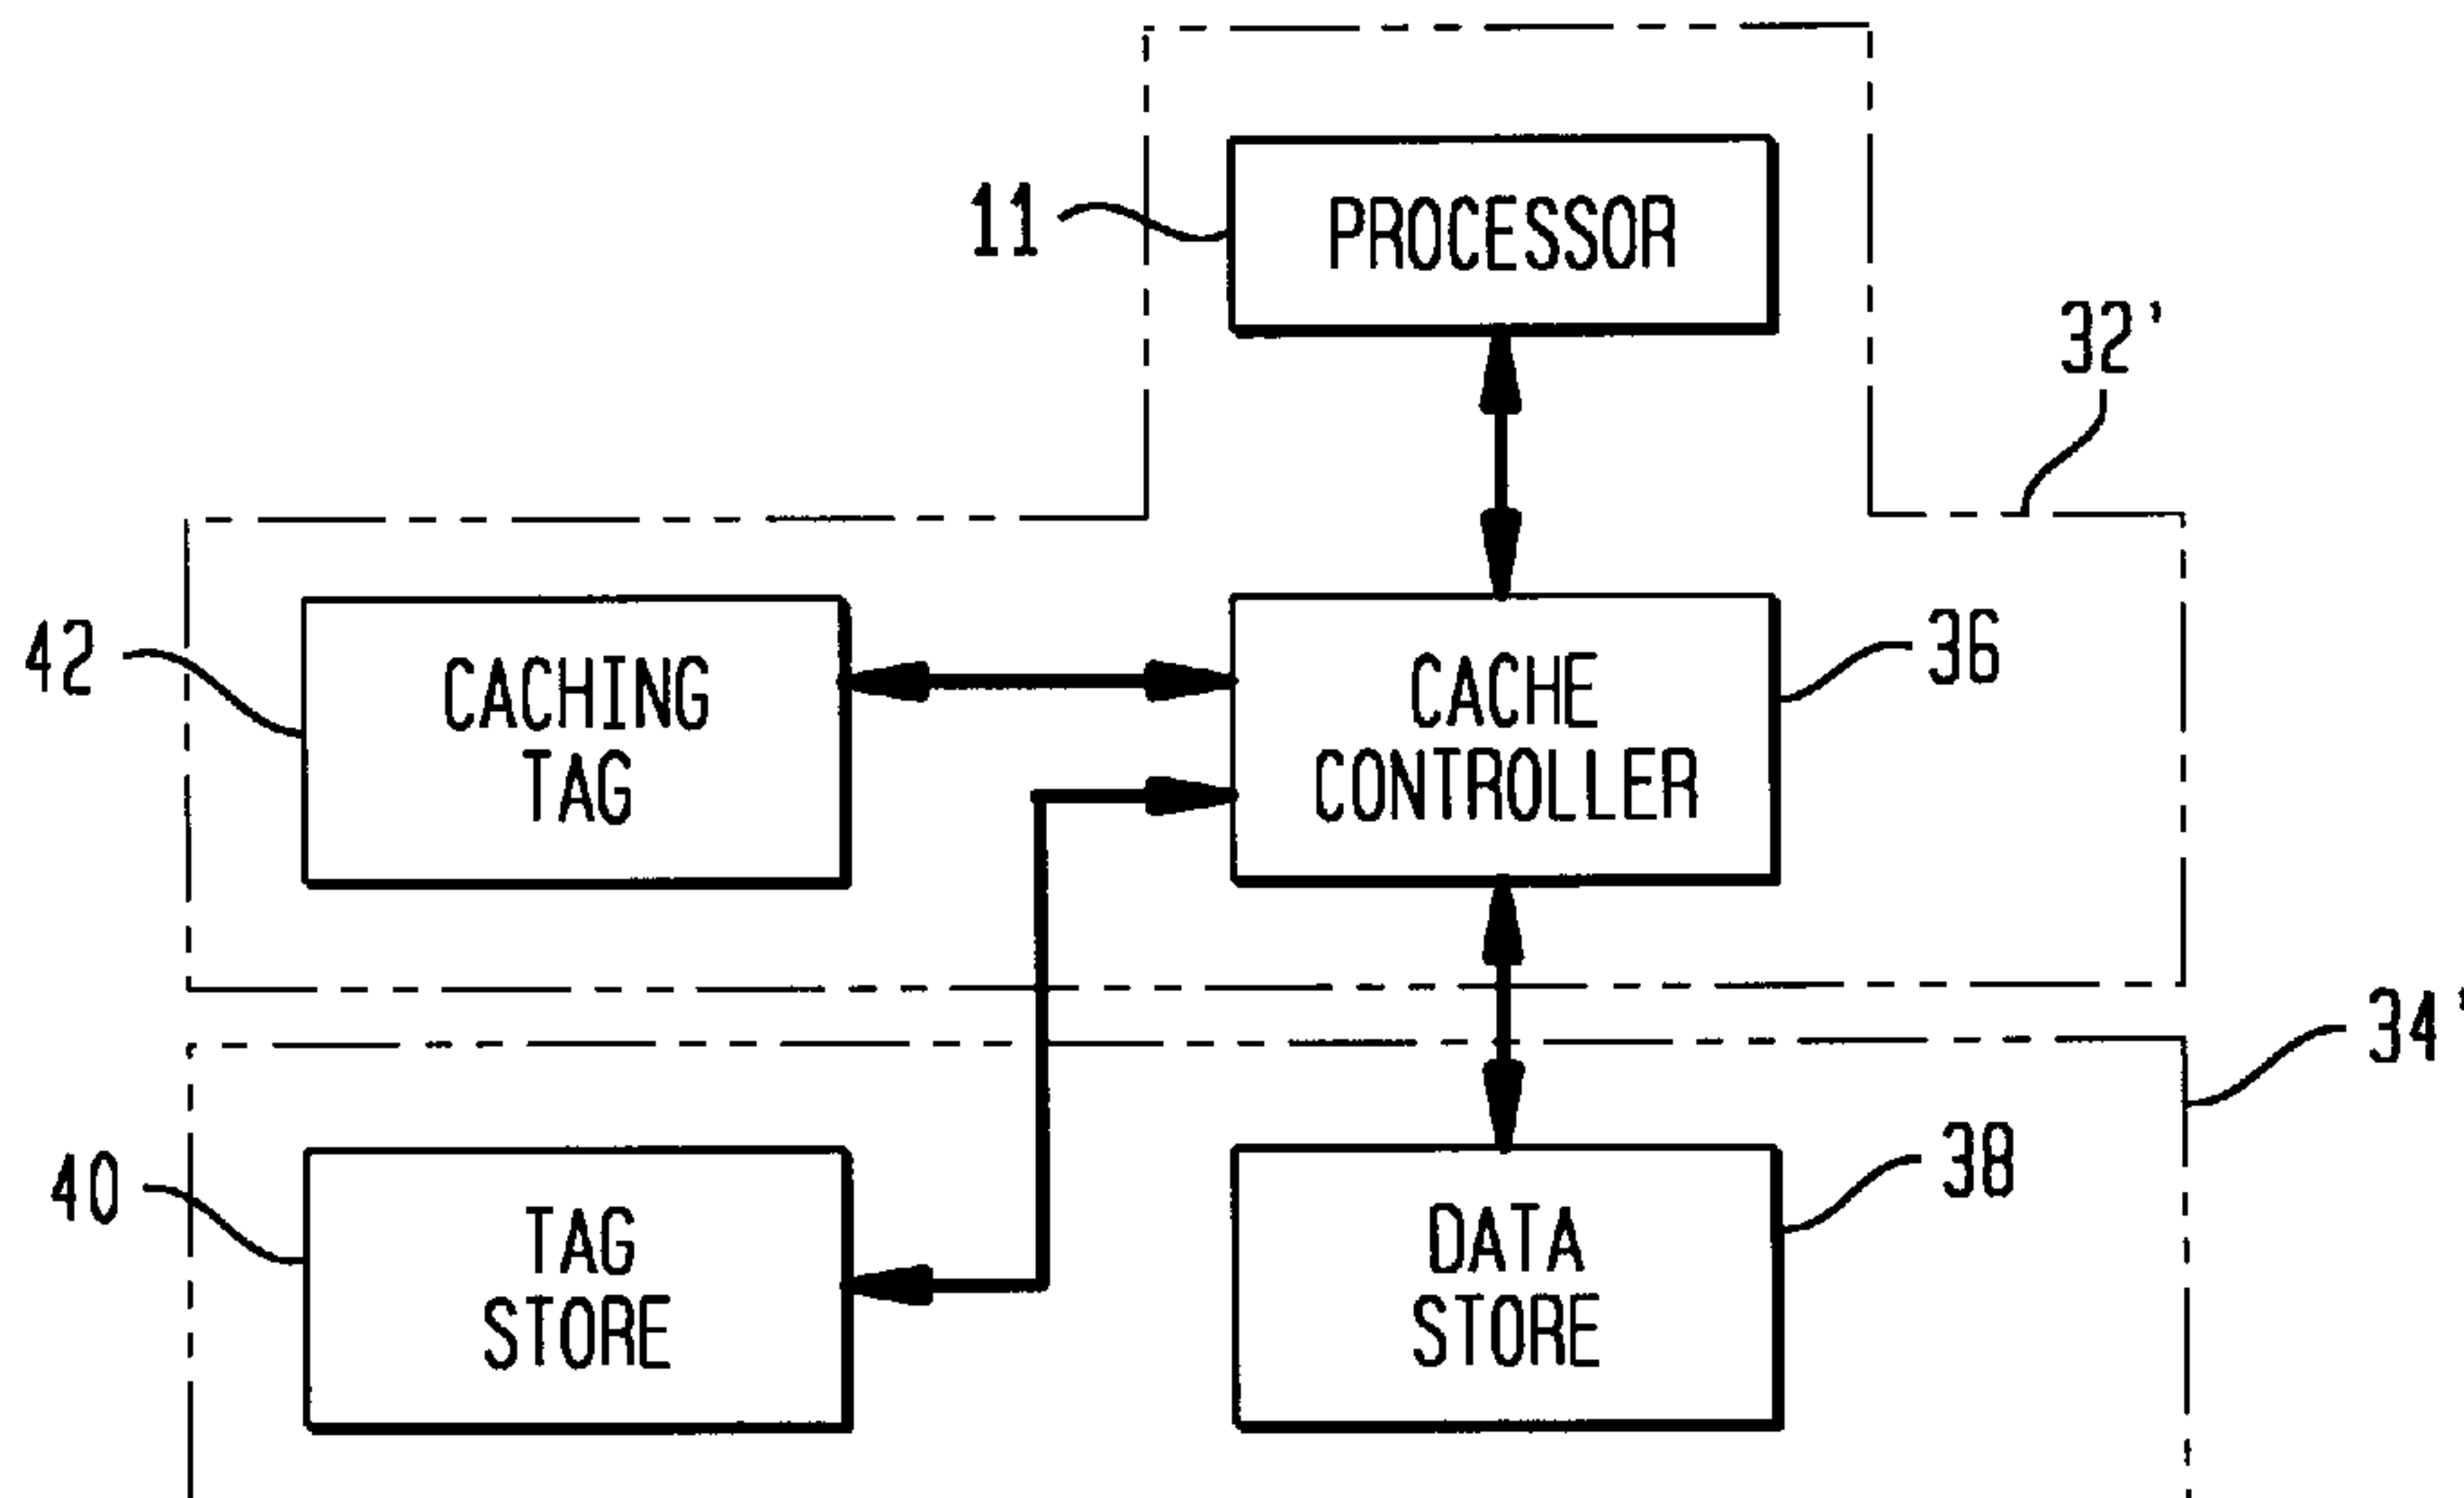 11
PROCESSOR
32'
42
CACHING
TAG
CACHE
CONTROLLER
36
34'
40
TAG
STORE
DATA
STORE
38